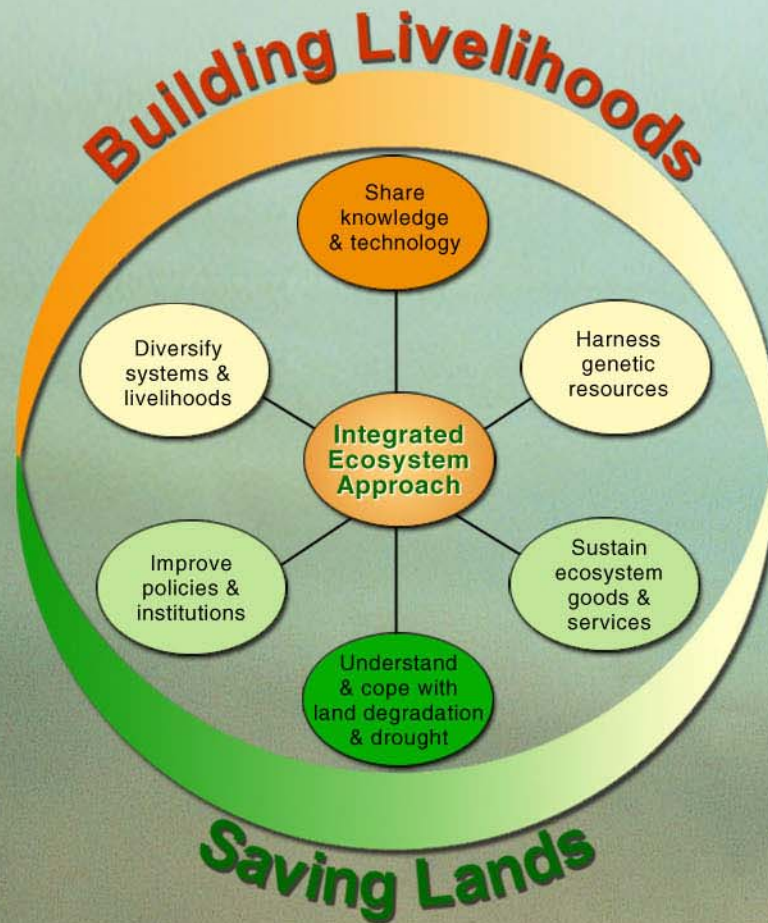 Building Livelihoods
Share
knowledge
& technology
Diversify
systems &
livelihoods
Harness
genetic
resources
Integrated
Ecosystem
Approach
Improve
policies &
institutions
Sustain
ecosystem
goods &
services
Understand
& cope with
land degradation
& drought
Saving Lands